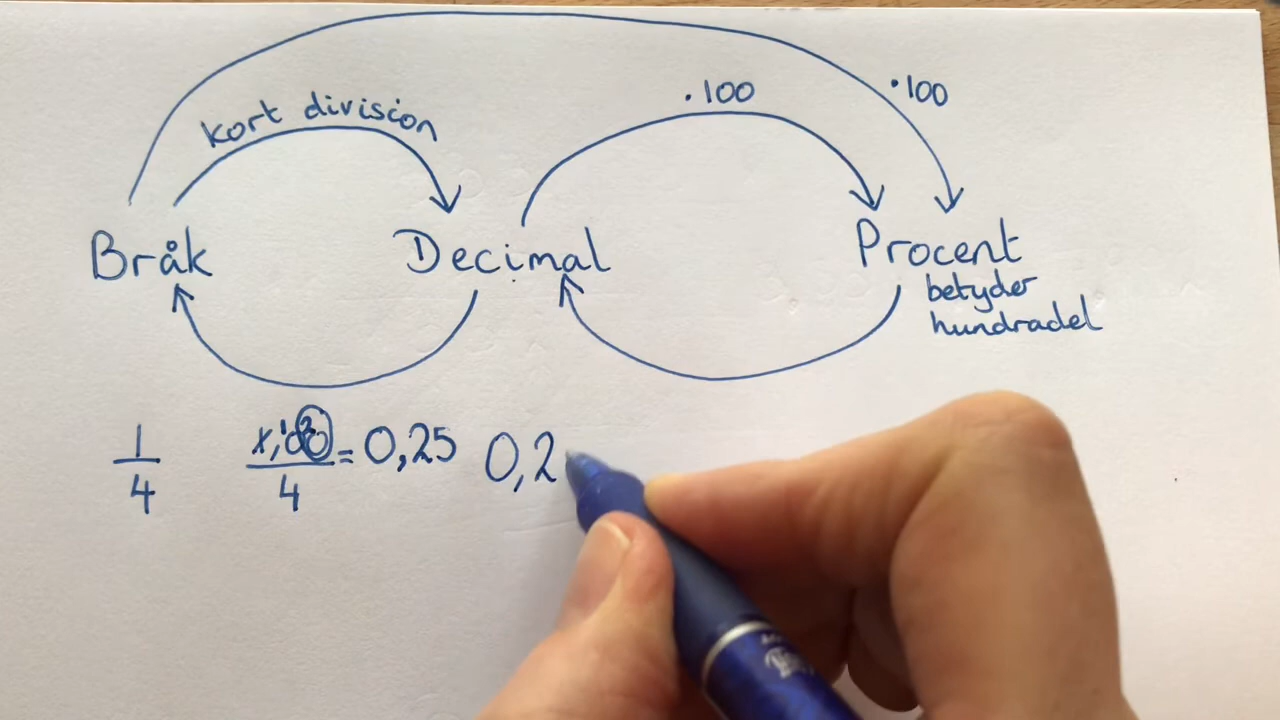 kort division
·100
·100
Bråk
Decimal
Procent
betyder
hundradel
1/4
= 0,25
4
0,2